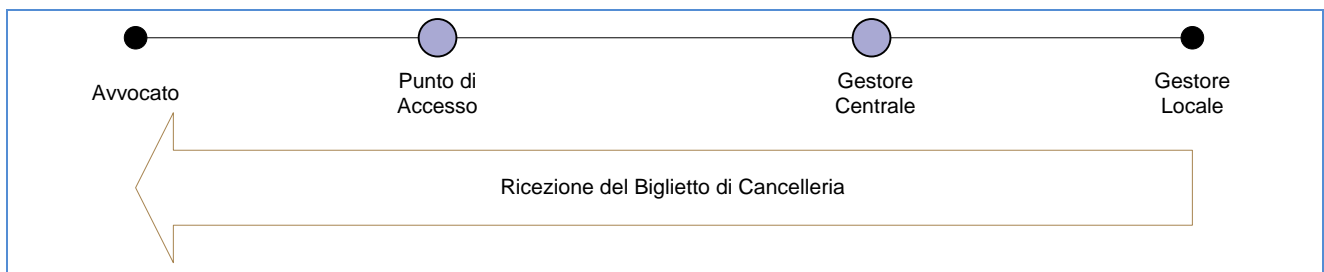 Avvocato
Punto di
Accesso
Gestore
Centrale
Gestore
Locale
Ricezione del Biglietto di Cancelleria